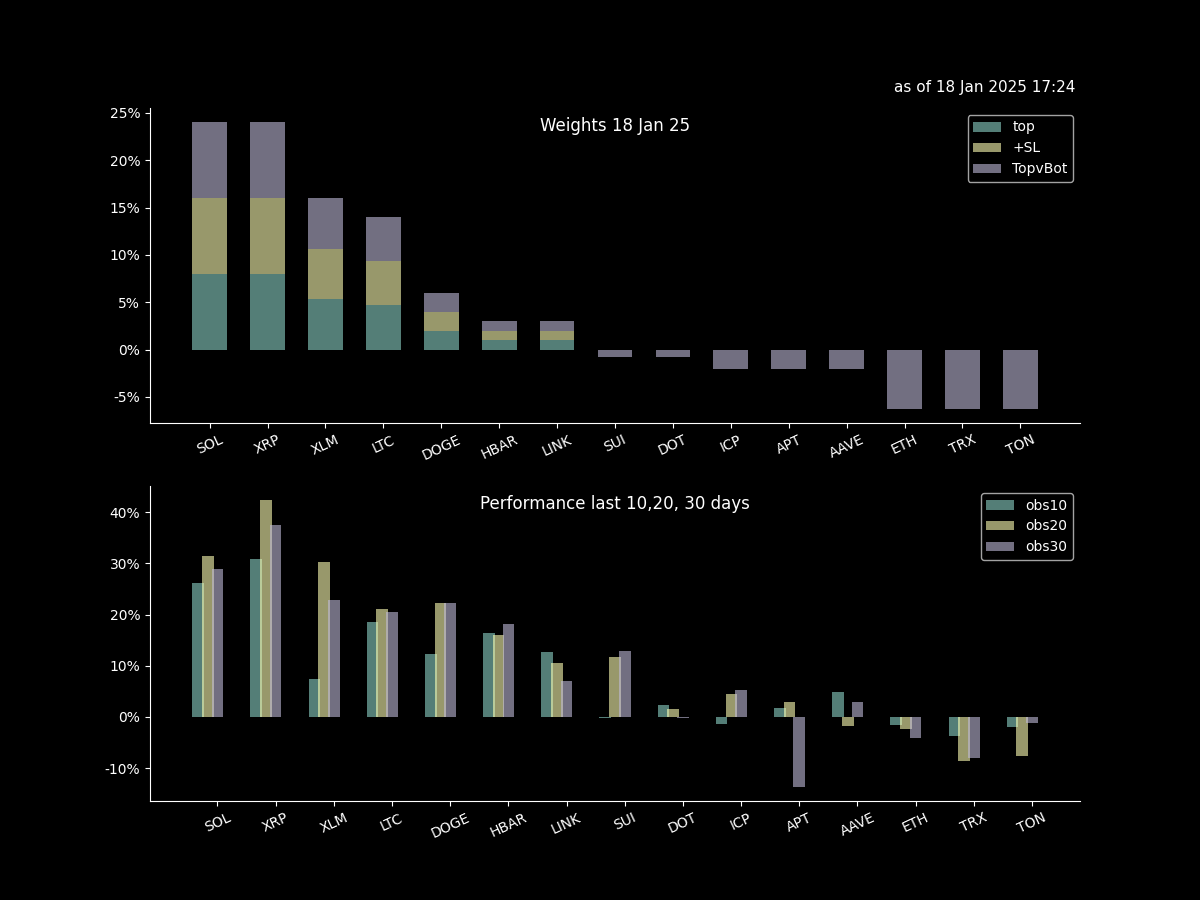 as of 18 Jan 2025 17:24
Weights 18 Jan 25
25%
20%
15%
10%
5%
0%
-5%
top
+SL
TopvBot
SOL XRP XLM LTC DOGE HBAR LINK SUI DOT ICP APT AAVE ETH TRX TON
Performance last 10,20, 30 days
40%
30%
20%
10%
0%
-10%
obs10
obs20
obs30
SOL XRP XLM LTC DOGE HBAR LINK SUI DOT ICP APT AAVE ETH TRX TON